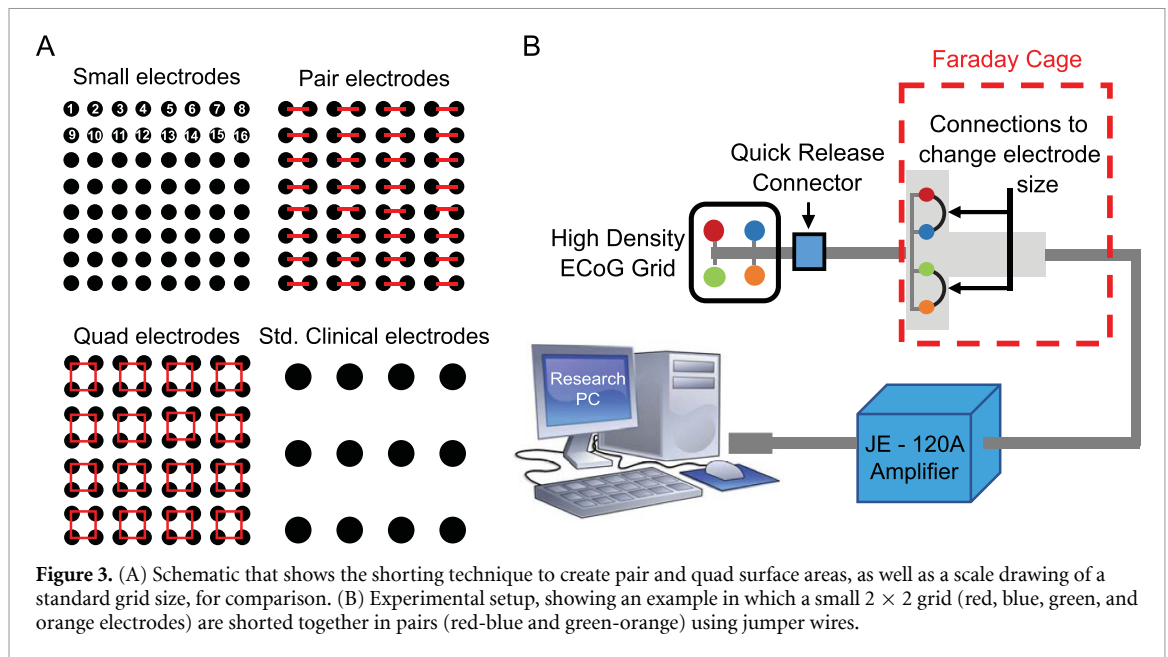 A
Small electrodes
1 2 3 4 5 6 7 8
9 10 11 12 13 14 15 16
Pair electrodes
Quad electrodes
Std. Clinical electrodes
B
Faraday Cage
Connections to
change electrode
size
Quick Release
Connector
High Density
ECoG Grid
Research
PC
JE - 120A
Amplifier
Figure 3. (A) Schematic that shows the shorting technique to create pair and quad surface areas, as well as a scale drawing of a
standard grid size, for comparison. (B) Experimental setup, showing an example in which a small 2 × 2 grid (red, blue, green, and
orange electrodes) are shorted together in pairs (red-blue and green-orange) using jumper wires.